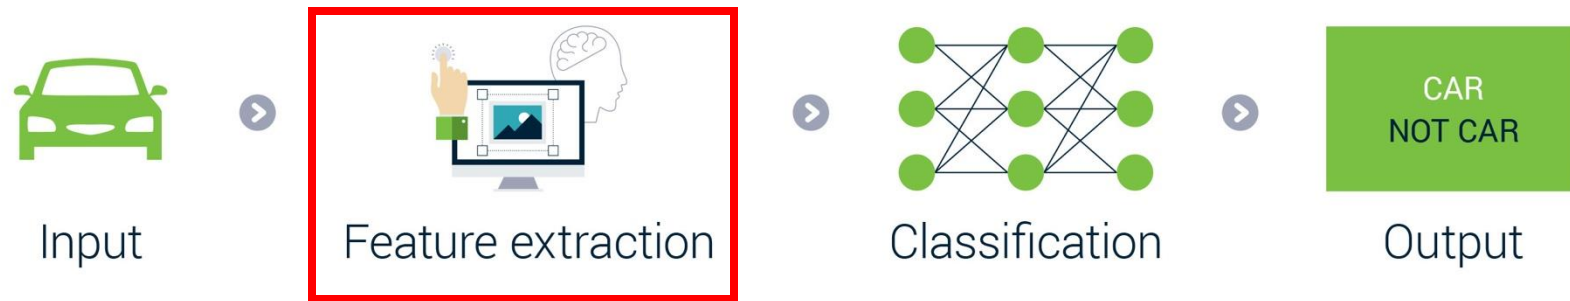 CAR
NOT CAR
Input
Feature extraction
Classification
Output